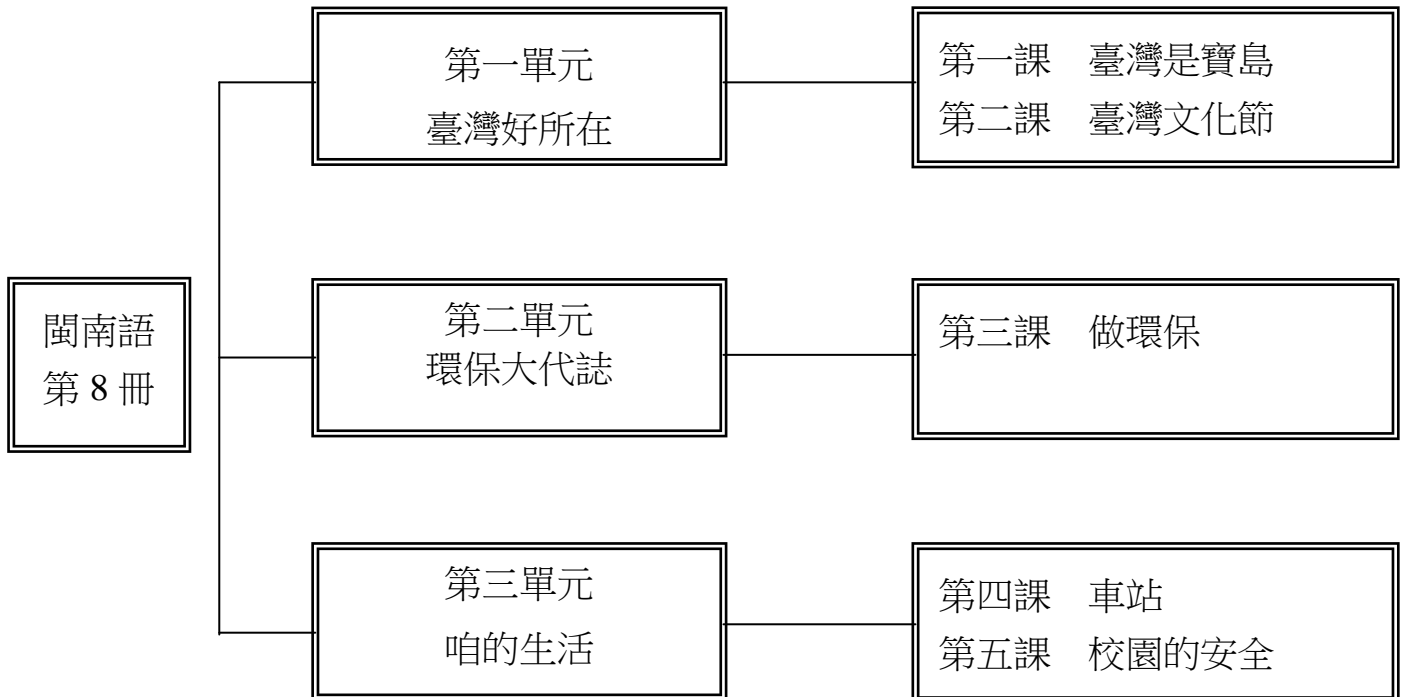 閩南語
第 8 冊
第一單元
臺灣好所在
第一課　臺灣是寶島
第二課　臺灣文化節
第二單元
環保大代誌
第三課　做環保
第三單元
咱的生活
第四課　車站
第五課　校園的安全